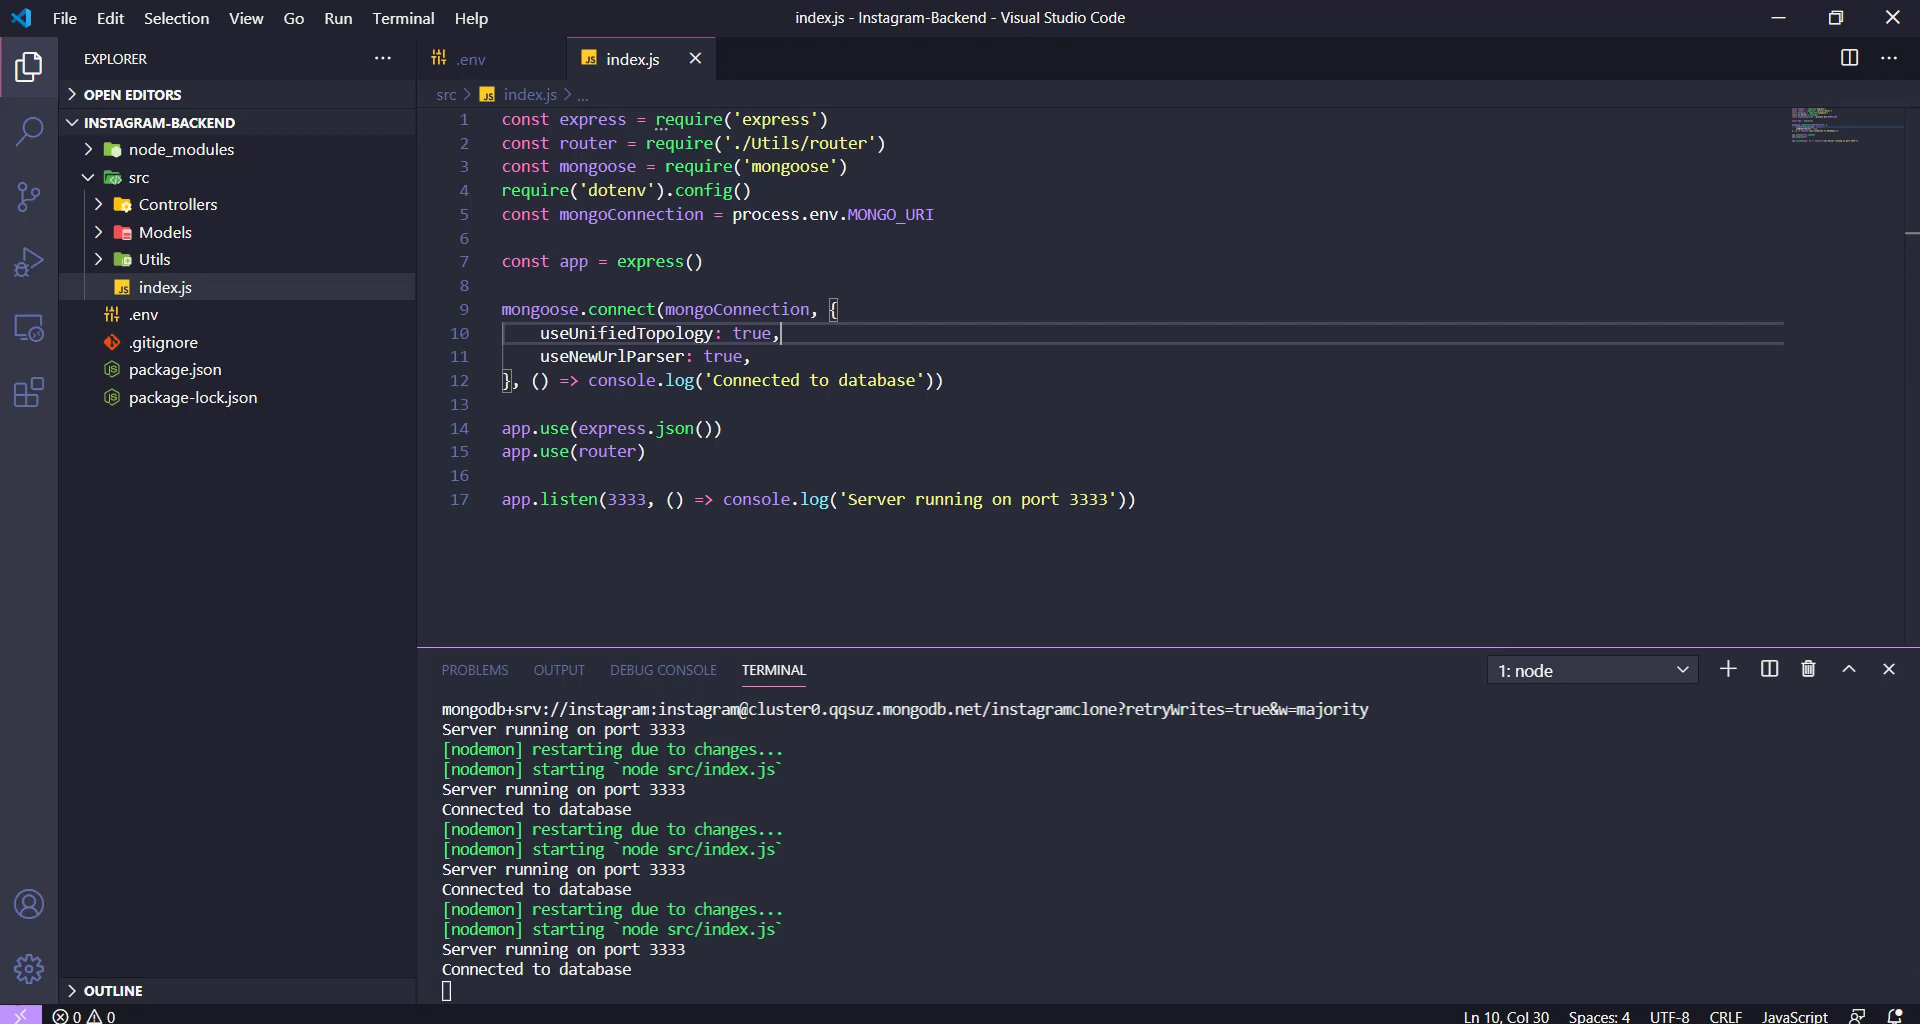 File Edit Selection View Go Run Terminal Help
index.js - Instagram-Backend - Visual Studio Code
EXPLORER
OPEN EDITORS
INSTAGRAM-BACKEND
node_modules
src
Controllers
Models
Utils
index.js
.env
.gitignore
package.json
package-lock.json
OUTLINE
.env
index.js
src > index.js > ...
1 const express = require('express')
2 const router = require('./Utils/router')
3 const mongoose = require('mongoose')
4 require('dotenv').config()
5 const mongoConnection = process.env.MONGO_URI
6
7 const app = express()
8
9 mongoose.connect(mongoConnection, {
10 useUnifiedTopology: true,
11 useNewUrlParser: true,
12 }, () => console.log('Connected to database'))
13
14 app.use(express.json())
15 app.use(router)
16
17 app.listen(3333, () => console.log('Server running on port 3333'))
PROBLEMS OUTPUT DEBUG CONSOLE TERMINAL
1: node
mongodb+srv://instagram:instagram@cluster0.qqsuz.mongodb.net/instagramclone?retryWrites=true&w=majority
Server running on port 3333
[nodemon] restarting due to changes...
[nodemon] starting `node src/index.js`
Server running on port 3333
Connected to database
[nodemon] restarting due to changes...
[nodemon] starting `node src/index.js`
Server running on port 3333
Connected to database
[nodemon] restarting due to changes...
[nodemon] starting `node src/index.js`
Server running on port 3333
Connected to database
0 0
Ln 10, Col 30 Spaces: 4 UTF-8 CRLF JavaScript